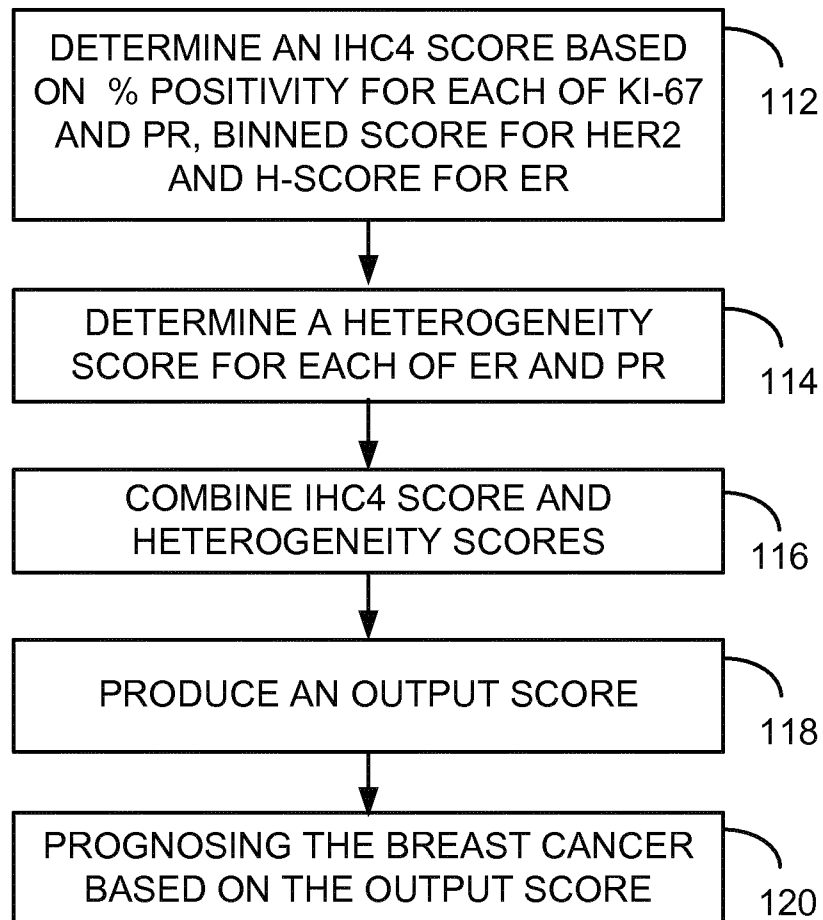 DETERMINE AN IHC4 SCORE BASED
ON % POSITIVITY FOR EACH OF KI-67
AND PR, BINNED SCORE FOR HER2
AND H-SCORE FOR ER
112
DETERMINE A HETEROGENEITY
SCORE FOR EACH OF ER AND PR
114
COMBINE IHC4 SCORE AND
HETEROGENEITY SCORES
116
PRODUCE AN OUTPUT SCORE
118
PROGNOSING THE BREAST CANCER
BASED ON THE OUTPUT SCORE
120